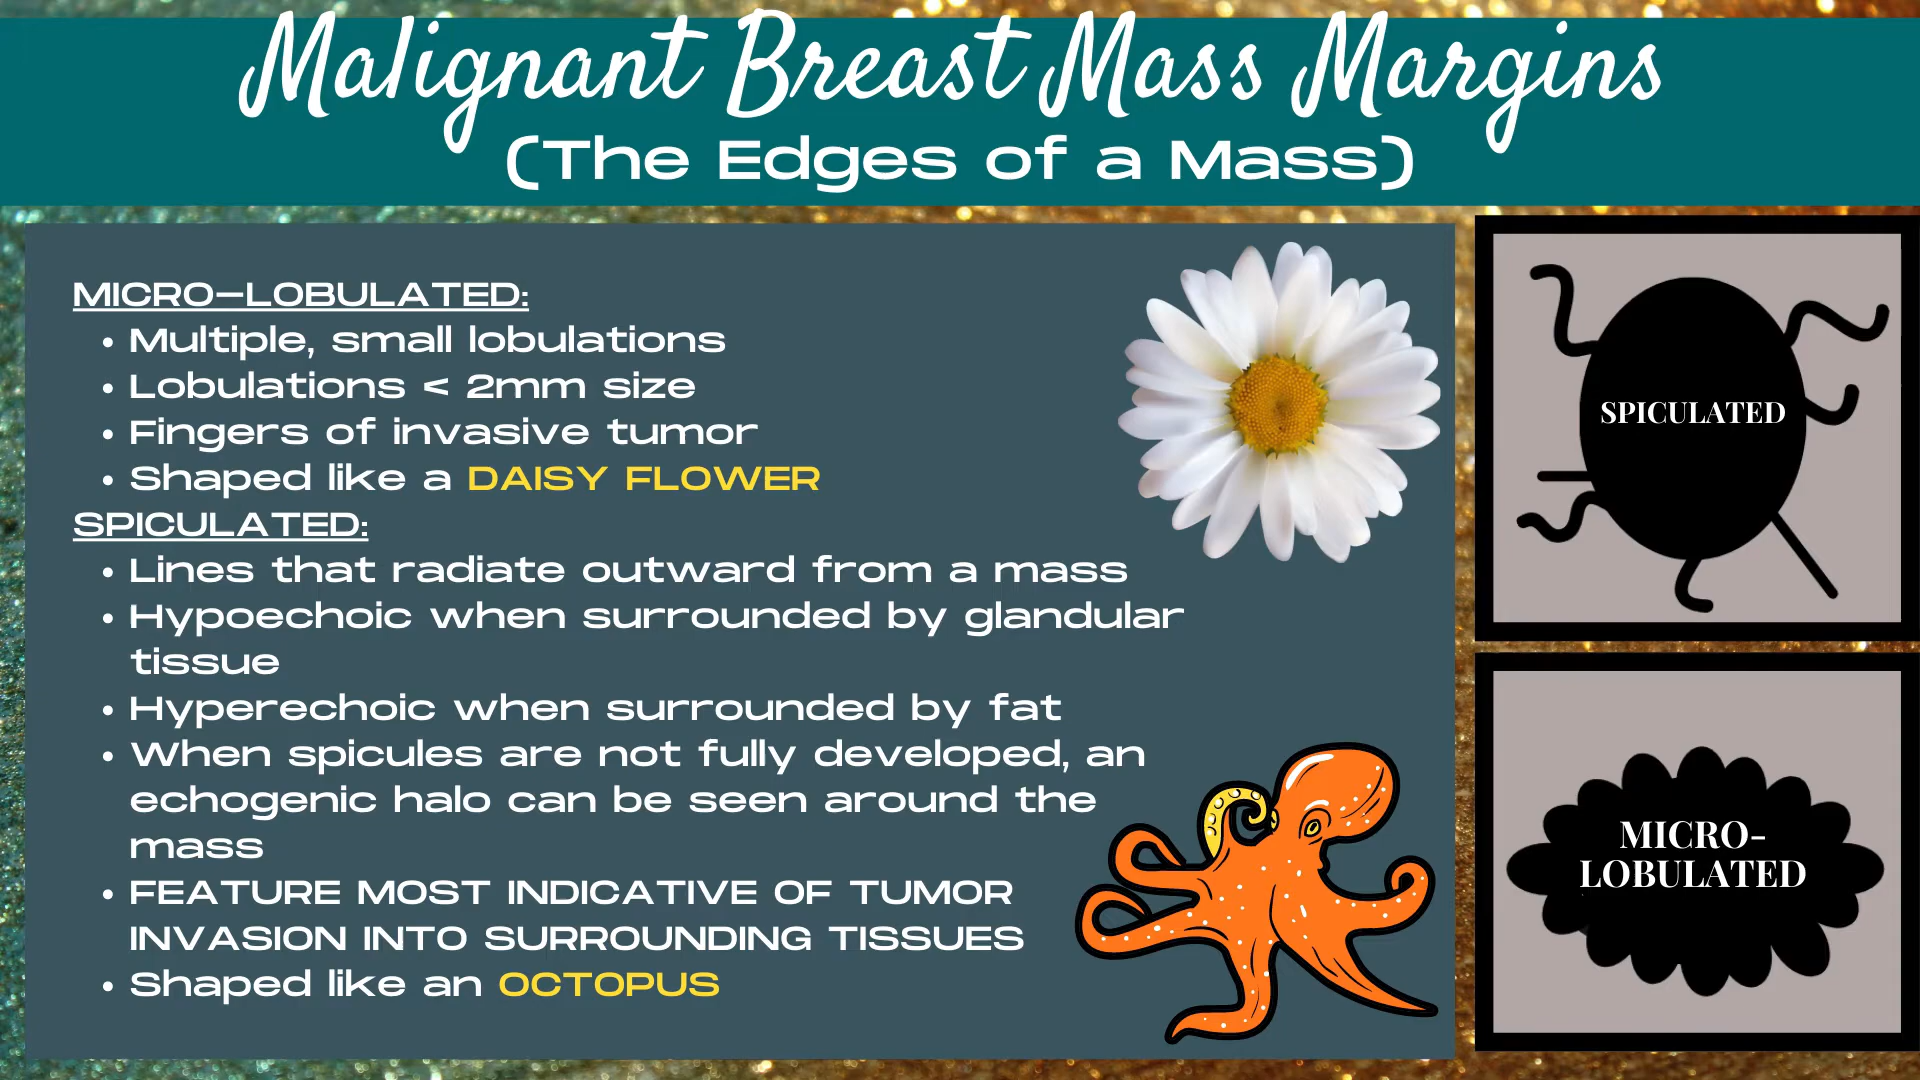 Malignant Breast Mass Margins
(The Edges of a Mass)
MICRO-LOBULATED:
• Multiple, small lobulations
• Lobulations < 2mm size
• Fingers of invasive tumor
• Shaped like a DAISY FLOWER
SPICULATED:
• Lines that radiate outward from a mass
• Hypoechoic when surrounded by glandular
tissue
• Hyperechoic when surrounded by fat
• When spicules are not fully developed, an
echogenic halo can be seen around the
mass
• FEATURE MOST INDICATIVE OF TUMOR
INVASION INTO SURROUNDING TISSUES
• Shaped like an OCTOPUS
SPICULATED
MICRO-
LOBULATED